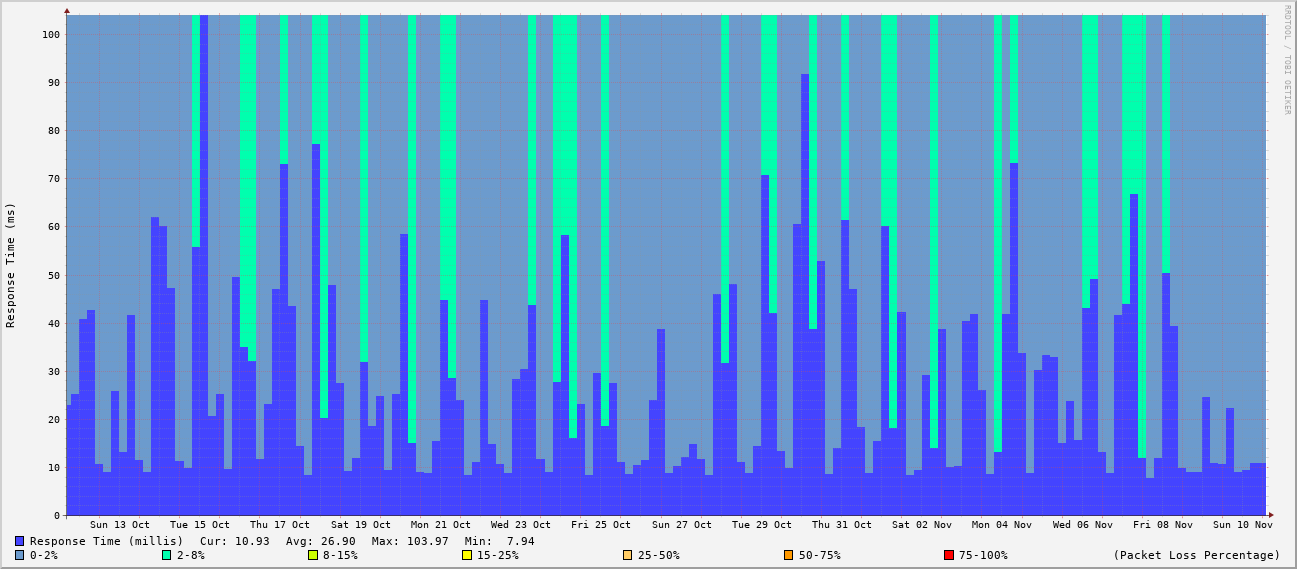 RRDTOOL / TOBI OETIKER
Response Time (ms)
100
90
80
70
60
50
40
30
20
10
0
Sun 13 Oct Tue 15 Oct Thu 17 Oct Sat 19 Oct Mon 21 Oct Wed 23 Oct Fri 25 Oct Sun 27 Oct Tue 29 Oct Thu 31 Oct Sat 02 Nov Mon 04 Nov Wed 06 Nov Fri 08 Nov Sun 10 Nov
Response Time (millis) Cur: 10.93 Avg: 26.90 Max: 103.97 Min: 7.94
0-2% 2-8% 8-15% 15-25% 25-50% 50-75% 75-100% (Packet Loss Percentage)